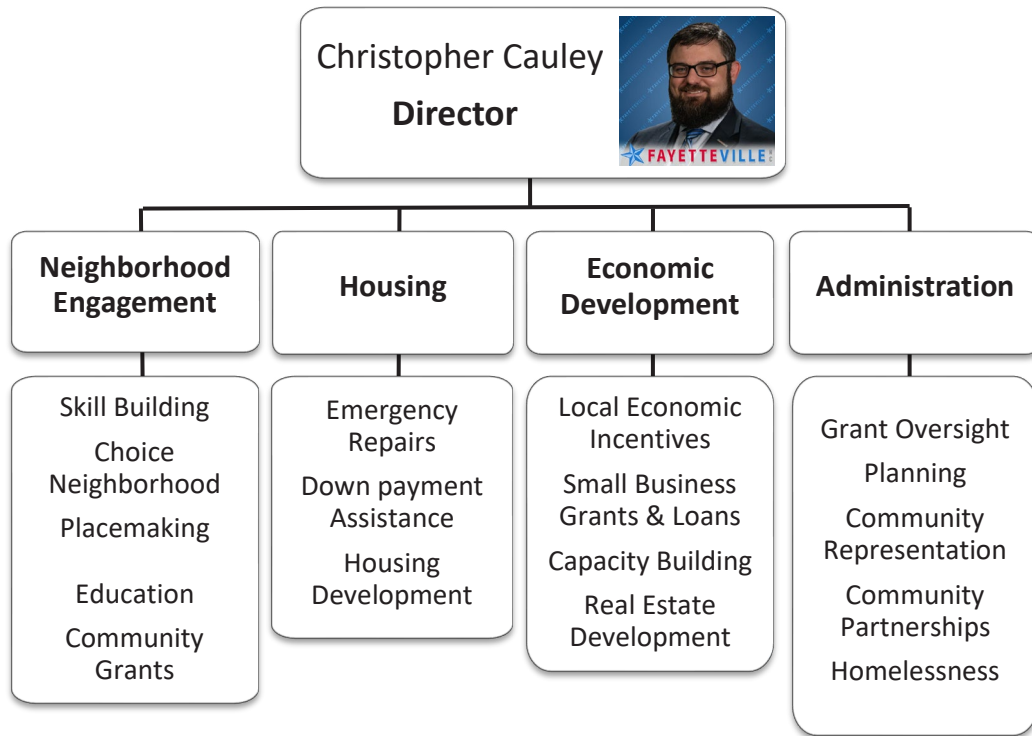 Christopher Cauley
Director
FAYETTEVILLE
Neighborhood
Engagement
Skill Building
Choice
Neighborhood
Placemaking
Education
Community
Grants
Housing
Emergency
Repairs
Down payment
Assistance
Housing
Development
Economic
Development
Local Economic
Incentives
Small Business
Grants & Loans
Capacity Building
Real Estate
Development
Administration
Grant Oversight
Planning
Community
Representation
Community
Partnerships
Homelessness